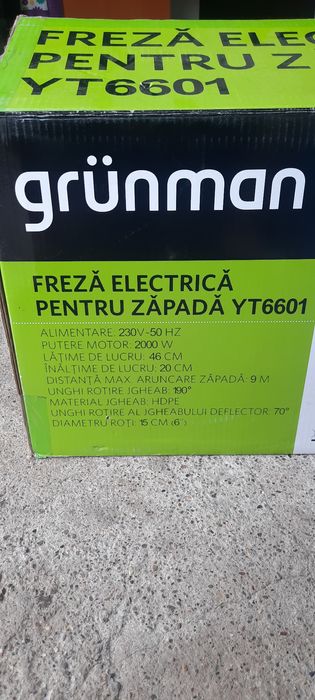 FREZĂ ELEC
PENTRU Z
YT6601
grünman
FREZĂ ELECTRICĂ
PENTRU ZĂPADĂ YT6601
ALIMENTARE: 230V-50 HZ
PUTERE MOTOR: 2000 W
LĂȚIME DE LUCRU: 46 CM
ÎNĂLȚIME DE LUCRU: 20 CM
DISTANȚĂ MAX. ARUNCARE ZĂPADĂ: 9 M
UNGHI ROTIRE JGHEAB: 190°
MATERIAL JGHEAB: HDPE
UNGHI ROTIRE AL JGHEABULUI DEFLECTOR: 70°
DIAMETRU ROȚI: 15 CM (6")